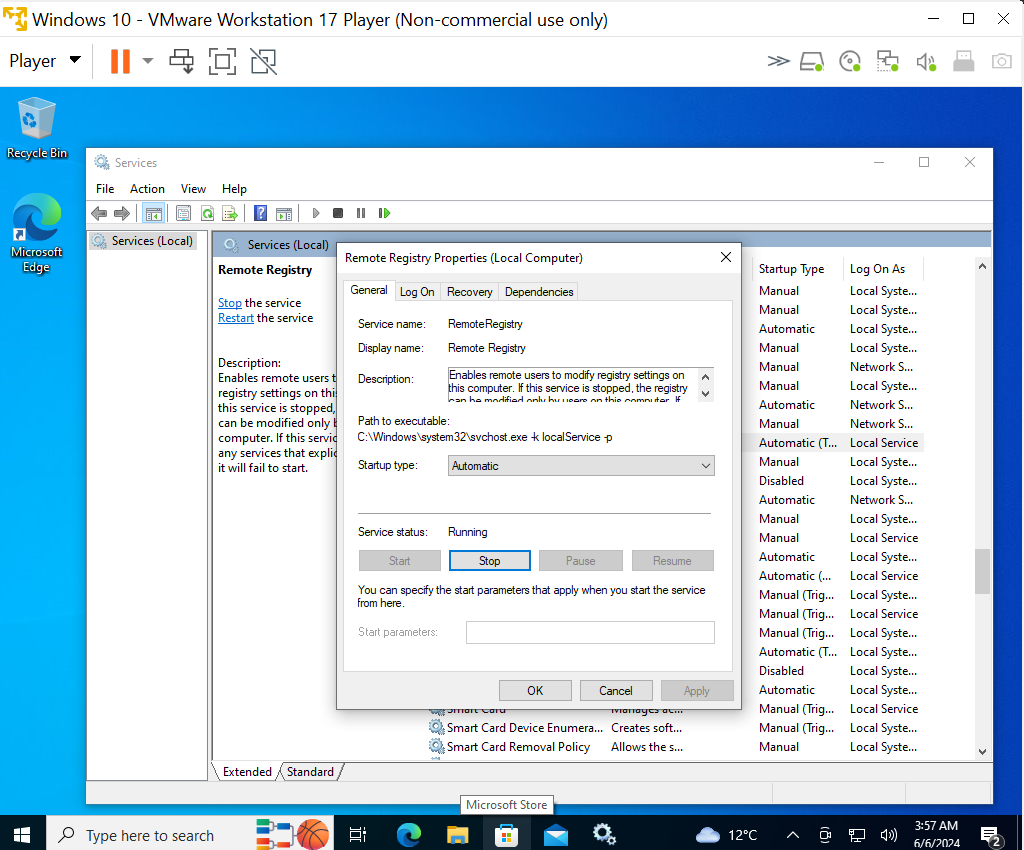 Windows 10 - VMware Workstation 17 Player (Non-commercial use only)
Player
Recycle Bin
Microsoft
Edge
Services
File Action View Help
Services (Local)
Services (Local)
Remote Registry
Stop the service
Restart the service
Description:
Enables remote users t
registry settings on this
this service is stopped,
can be modified only b
computer. If this servic
any services that explic
it will fail to start.
Remote Registry Properties (Local Computer)
General Log On Recovery Dependencies
Service name: RemoteRegistry
Display name: Remote Registry
Description: Enables remote users to modify registry settings on
this computer. If this service is stopped, the registry
can be modified only by users on this computer. If
Path to executable:
C:\Windows\system32\svchost.exe -k localService -p
Startup type: Automatic
Service status: Running
Start Stop Pause Resume
You can specify the start parameters that apply when you start the service
from here.
Start parameters:
OK Cancel Apply
Startup Type Log On As
Manual Local Syste...
Manual Local Syste...
Automatic Local Syste...
Manual Local Syste...
Manual Network S...
Manual Local Syste...
Automatic Network S...
Manual Network S...
Automatic (T... Local Service
Manual Local Syste...
Disabled Local Syste...
Automatic Network S...
Manual Local Syste...
Manual Local Service
Automatic Local Syste...
Automatic (... Local Service
Manual (Trig... Local Syste...
Manual (Trig... Local Service
Manual (Trig... Local Syste...
Automatic (T... Local Syste...
Disabled Local Syste...
Automatic Local Syste...
Smart Card Manages ac... Manual (Trig... Local Service
Smart Card Device Enumera... Creates soft... Manual (Trig... Local Syste...
Smart Card Removal Policy Allows the s... Manual Local Syste...
Extended Standard
Microsoft Store
Type here to search
12°C
3:57 AM
6/6/2024
2